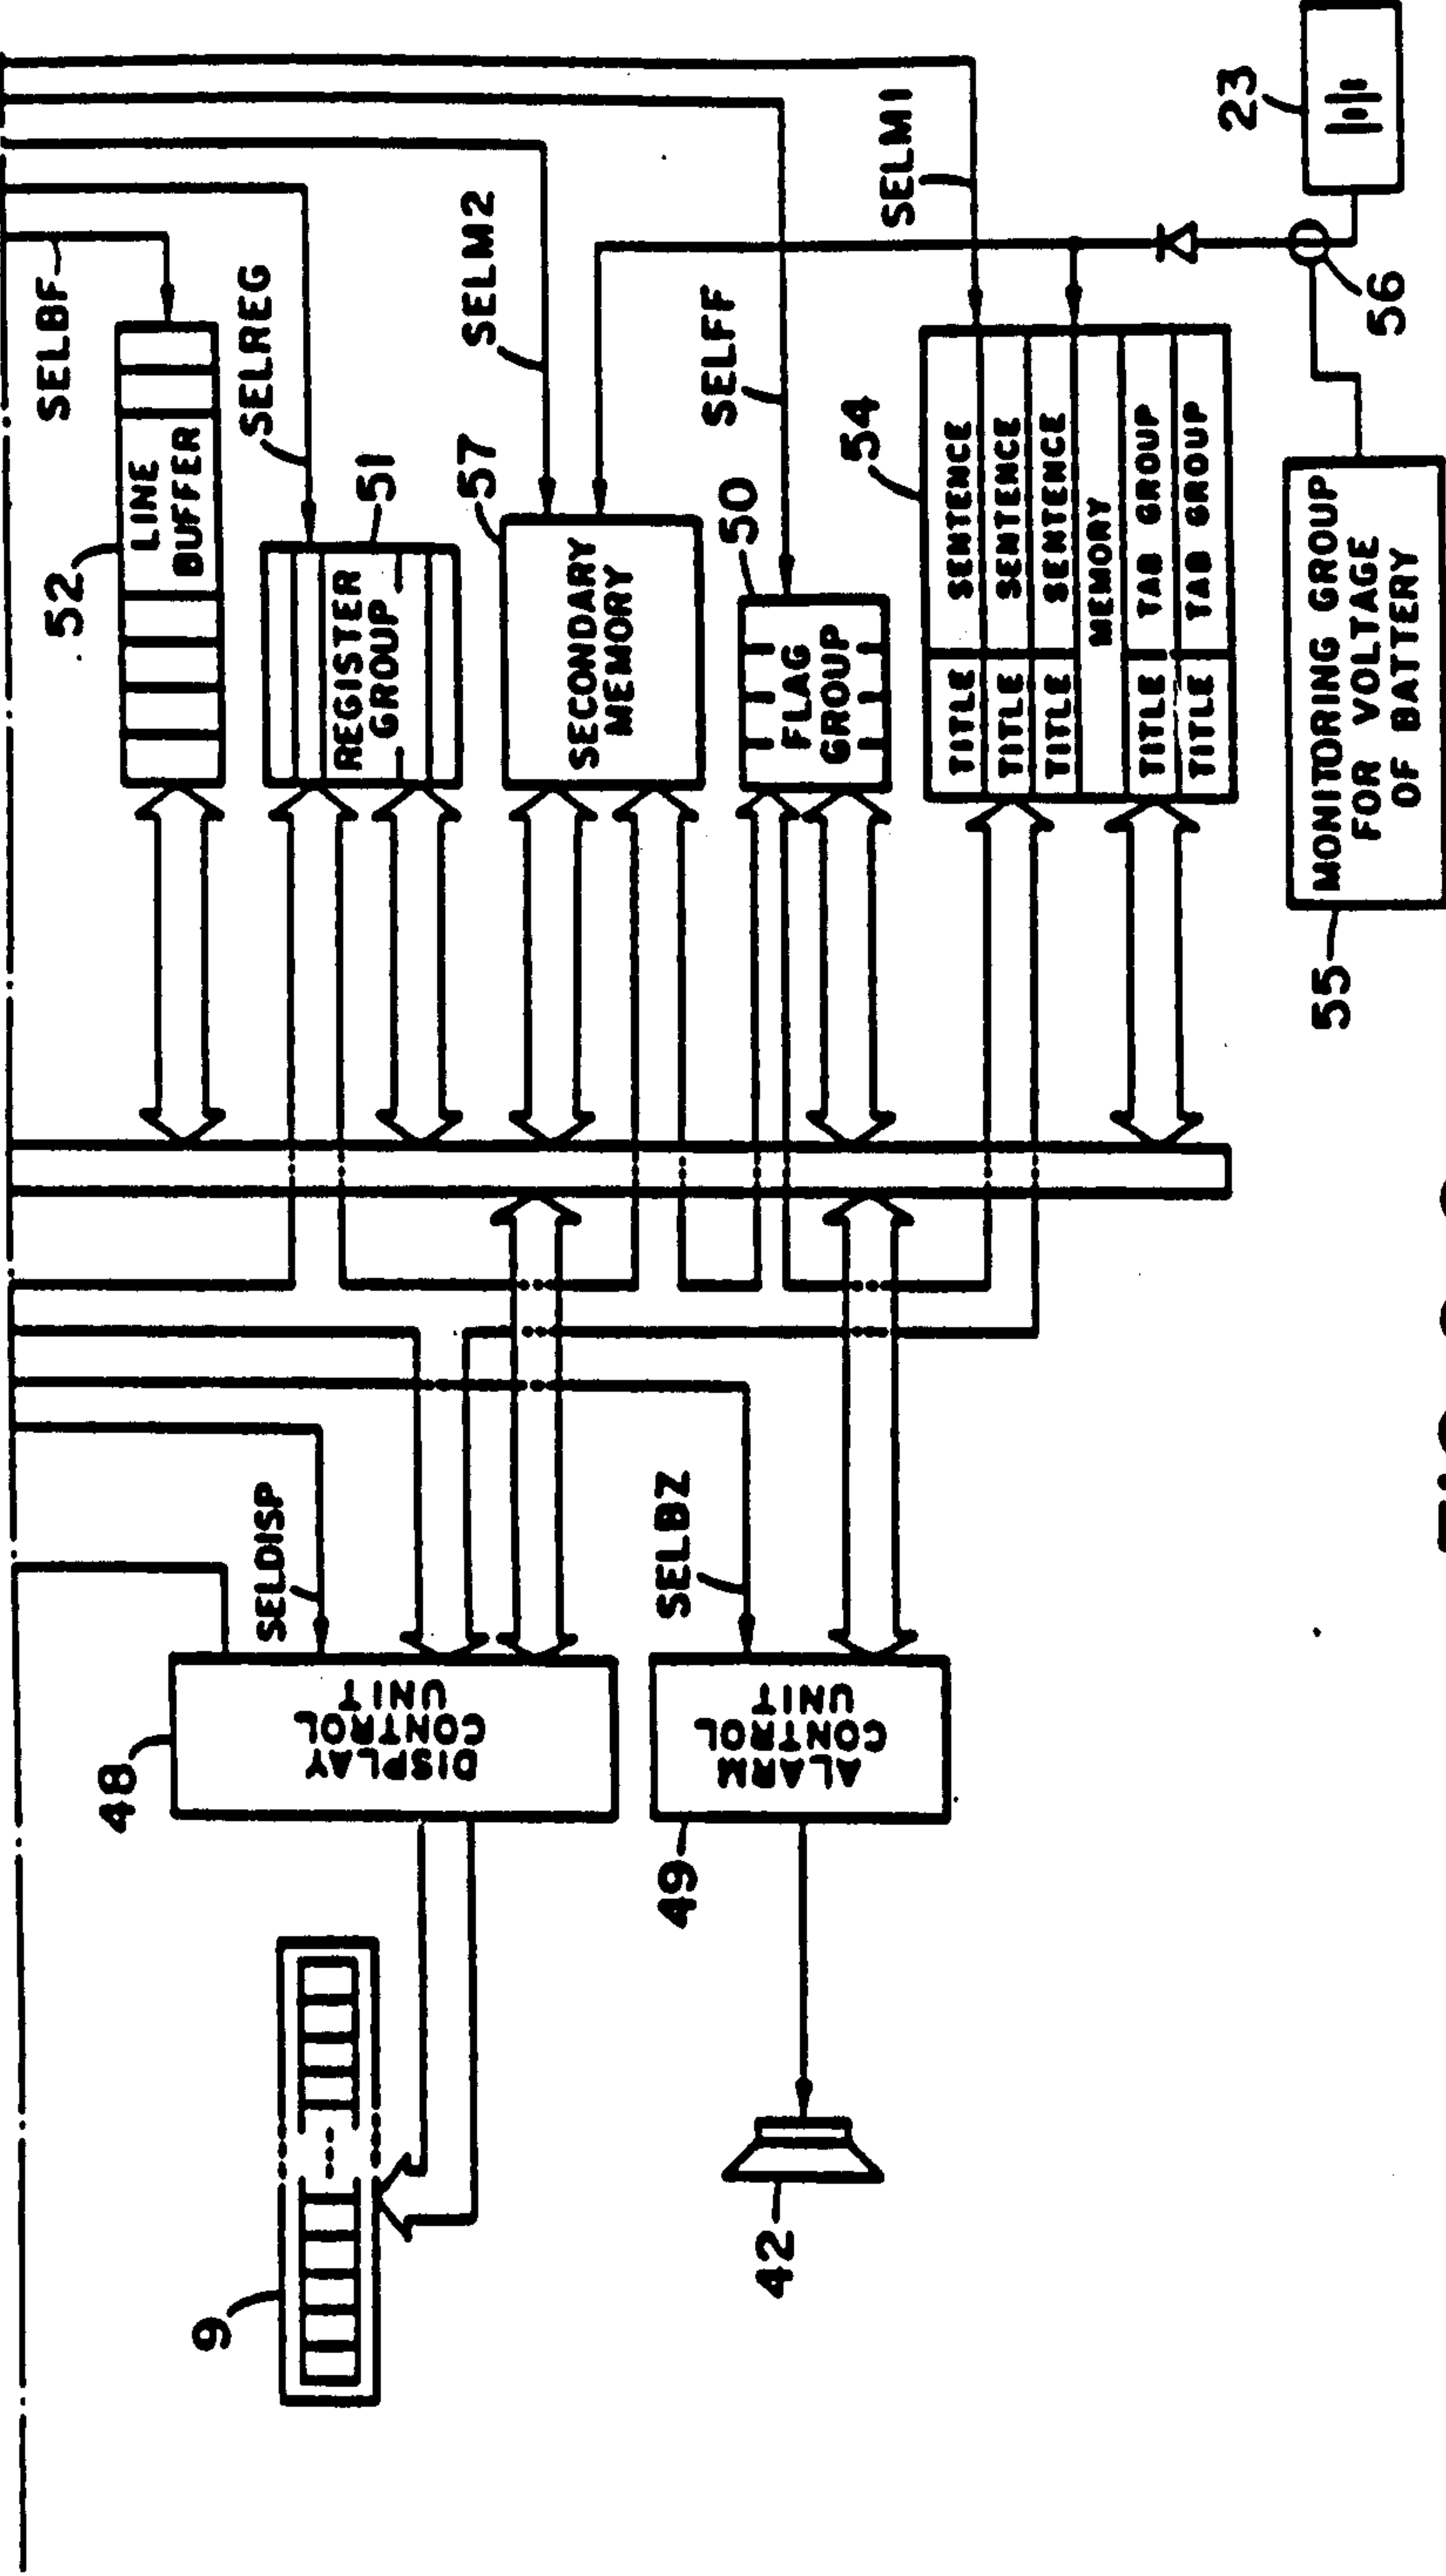 SELBF
52
LINE
BUFFER
SELREG
51
REGISTER
GROUP
SELM2
57
SECONDARY
MEMORY
SELFF
50
FLAG
GROUP
SELM1
54
TITLE SENTENCE
TITLE SENTENCE
TITLE SENTENCE
MEMORY
TITLE TAB GROUP
TITLE TAB GROUP
23
56
55
MONITORING GROUP
FOR VOLTAGE
OF BATTERY
SELDISP
48
DISPLAY
CONTROL
UNIT
SELBZ
49
ALARM
CONTROL
UNIT
9
42